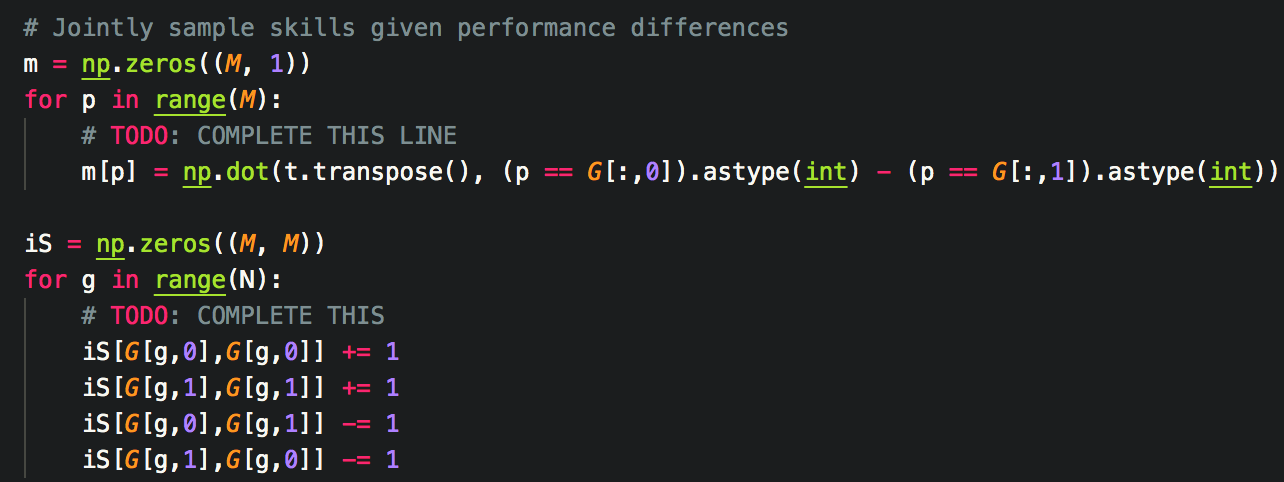 # Jointly sample skills given performance differences
m = np.zeros((M, 1))
for p in range(M):
    # TODO: COMPLETE THIS LINE
    m[p] = np.dot(t.transpose(), (p == G[:,0]).astype(int) - (p == G[:,1]).astype(int))
iS = np.zeros((M, M))
for g in range(N):
    # TODO: COMPLETE THIS
    iS[G[g,0],G[g,0]] += 1
    iS[G[g,1],G[g,1]] += 1
    iS[G[g,0],G[g,1]] -= 1
    iS[G[g,1],G[g,0]] -= 1